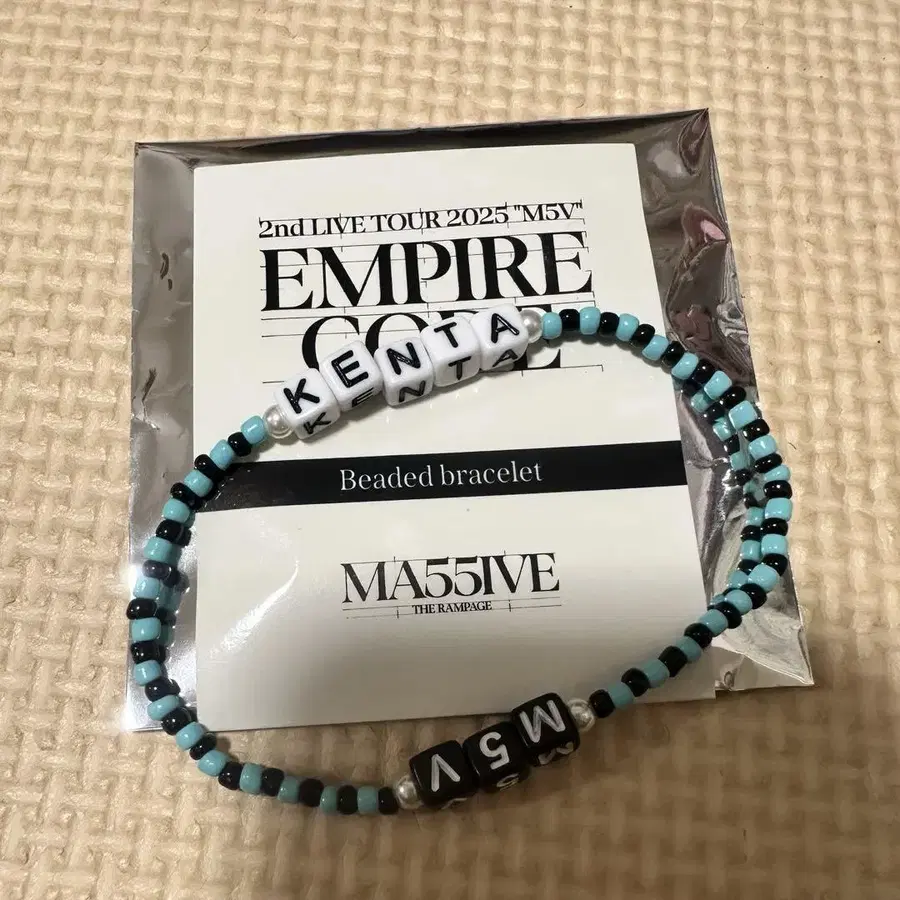 2nd LIVE TOUR 2025 "M5V"
EMPIRE
KENTA
Beaded bracelet
MA55IVE
THE RAMPAGE
M5V